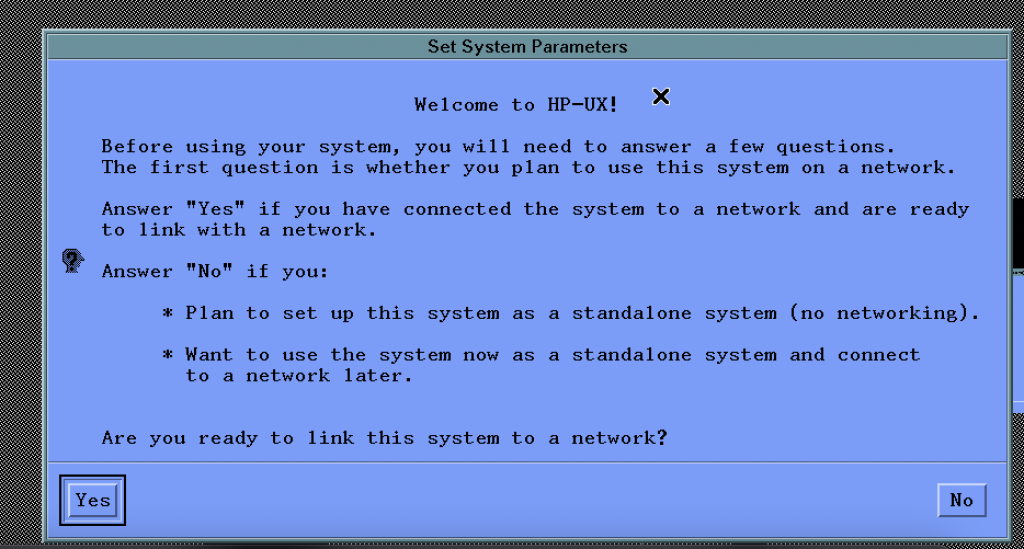 Set System Parameters
Welcome to HP-UX!
Before using your system, you will need to answer a few questions.
The first question is whether you plan to use this system on a network.
Answer "Yes" if you have connected the system to a network and are ready
to link with a network.
Answer "No" if you:
* Plan to set up this system as a standalone system (no networking).
* Want to use the system now as a standalone system and connect
to a network later.
Are you ready to link this system to a network?
Yes
No